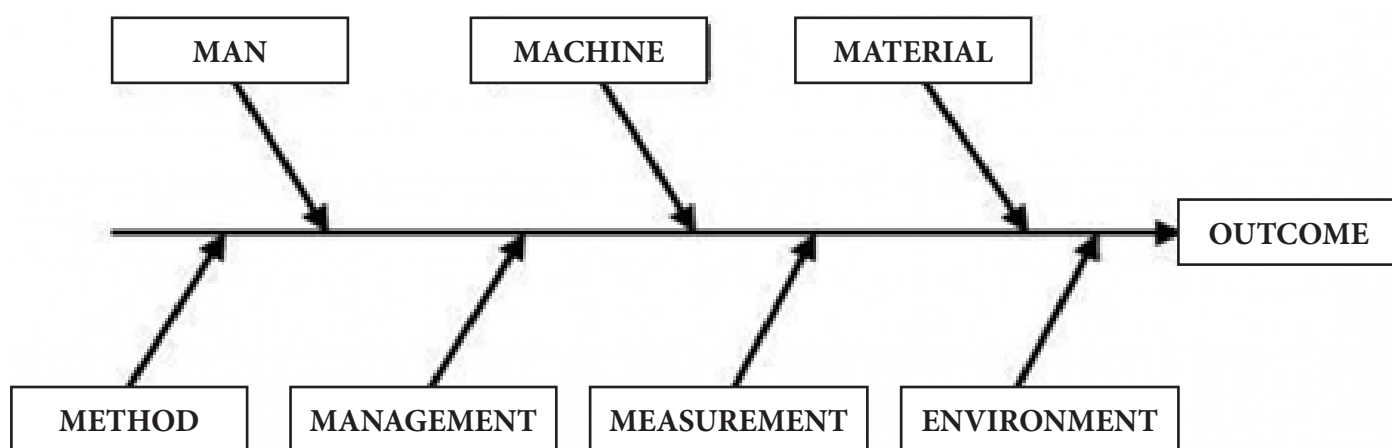 MAN
MACHINE
MATERIAL
OUTCOME
METHOD
MANAGEMENT
MEASUREMENT
ENVIRONMENT